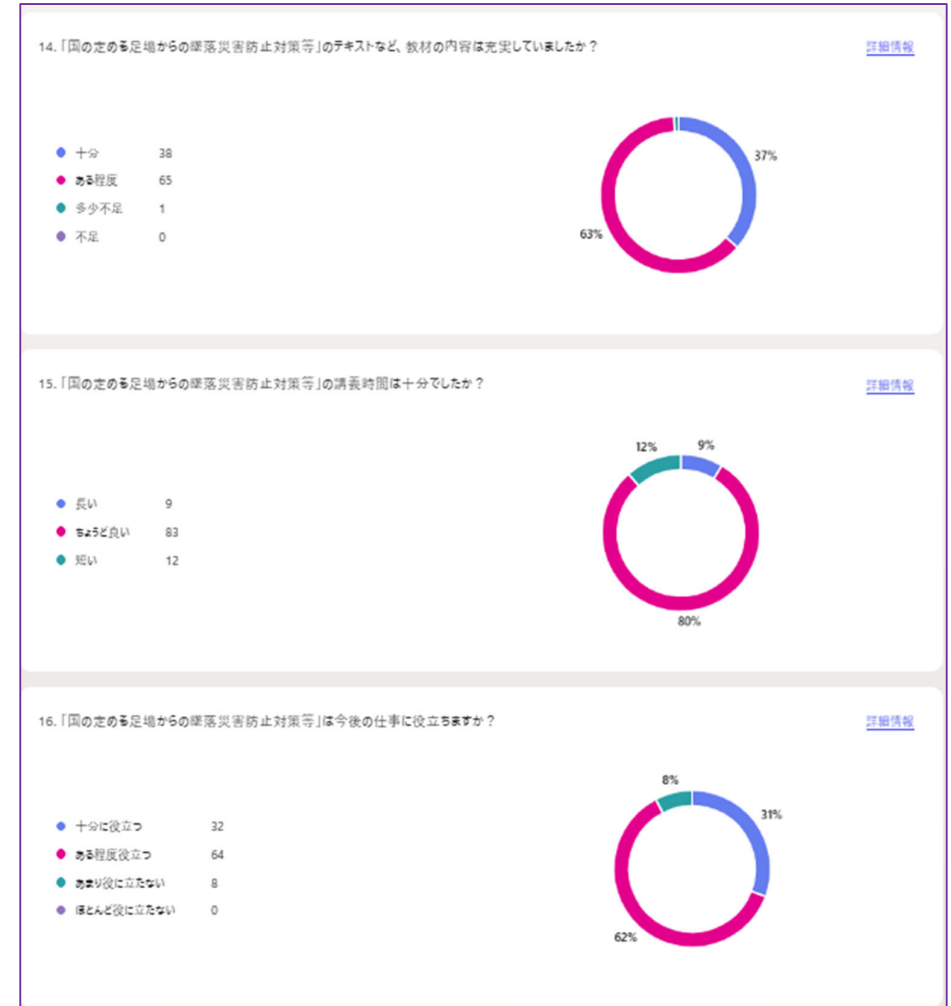 14.「国の定める足場からの墜落災害防止対策等」のテキストなど、教材の内容は充実していましたか？
詳細情報
十分 38
ある程度 65
多少不足 1
不足 0
37%
63%
15.「国の定める足場からの墜落災害防止対策等」の講義時間は十分でしたか？
詳細情報
長い 9
ちょうど良い 83
短い 12
12%
9%
80%
16.「国の定める足場からの墜落災害防止対策等」は今後の仕事に役立ちますか？
詳細情報
十分に役立つ 32
ある程度役立つ 64
あまり役に立たない 8
ほとんど役に立たない 0
8%
31%
62%